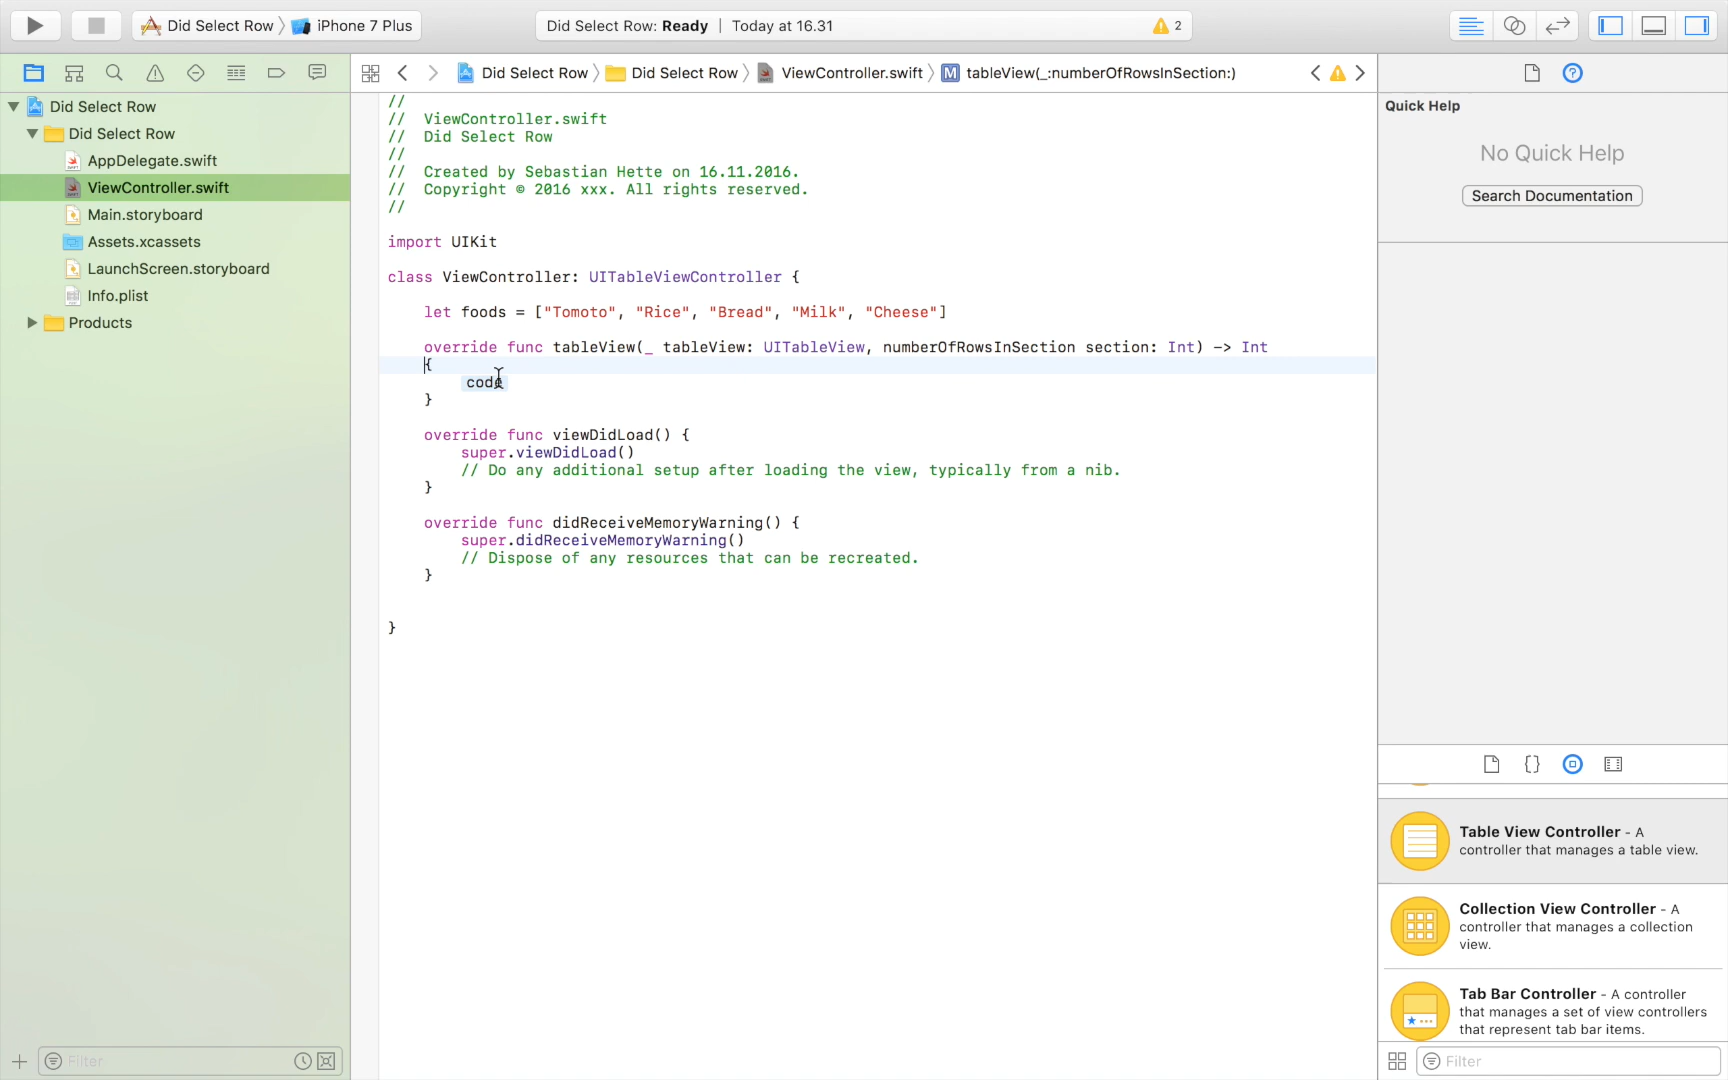 Did Select Row
iPhone 7 Plus
Did Select Row: Ready | Today at 16.31
2
Did Select Row
Did Select Row
ViewController.swift
M
tableView(_:numberOfRowsInSection:)
Did Select Row
Did Select Row
AppDelegate.swift
ViewController.swift
Main.storyboard
Assets.xcassets
LaunchScreen.storyboard
Info.plist
Products
Filter
//
// ViewController.swift
// Did Select Row
//
// Created by Sebastian Hette on 16.11.2016.
// Copyright © 2016 xxx. All rights reserved.
//
import UIKit
class ViewController: UITableViewController {
let foods = ["Tomoto", "Rice", "Bread", "Milk", "Cheese"]
override func tableView(_ tableView: UITableView, numberOfRowsInSection section: Int) -> Int
{
code
}
override func viewDidLoad() {
super.viewDidLoad()
// Do any additional setup after loading the view, typically from a nib.
}
override func didReceiveMemoryWarning() {
super.didReceiveMemoryWarning()
// Dispose of any resources that can be recreated.
}
}
Quick Help
No Quick Help
Search Documentation
{}
Table View Controller - A
controller that manages a table view.
Collection View Controller - A
controller that manages a collection
view.
Tab Bar Controller - A controller
that manages a set of view controllers
that represent tab bar items.
Filter